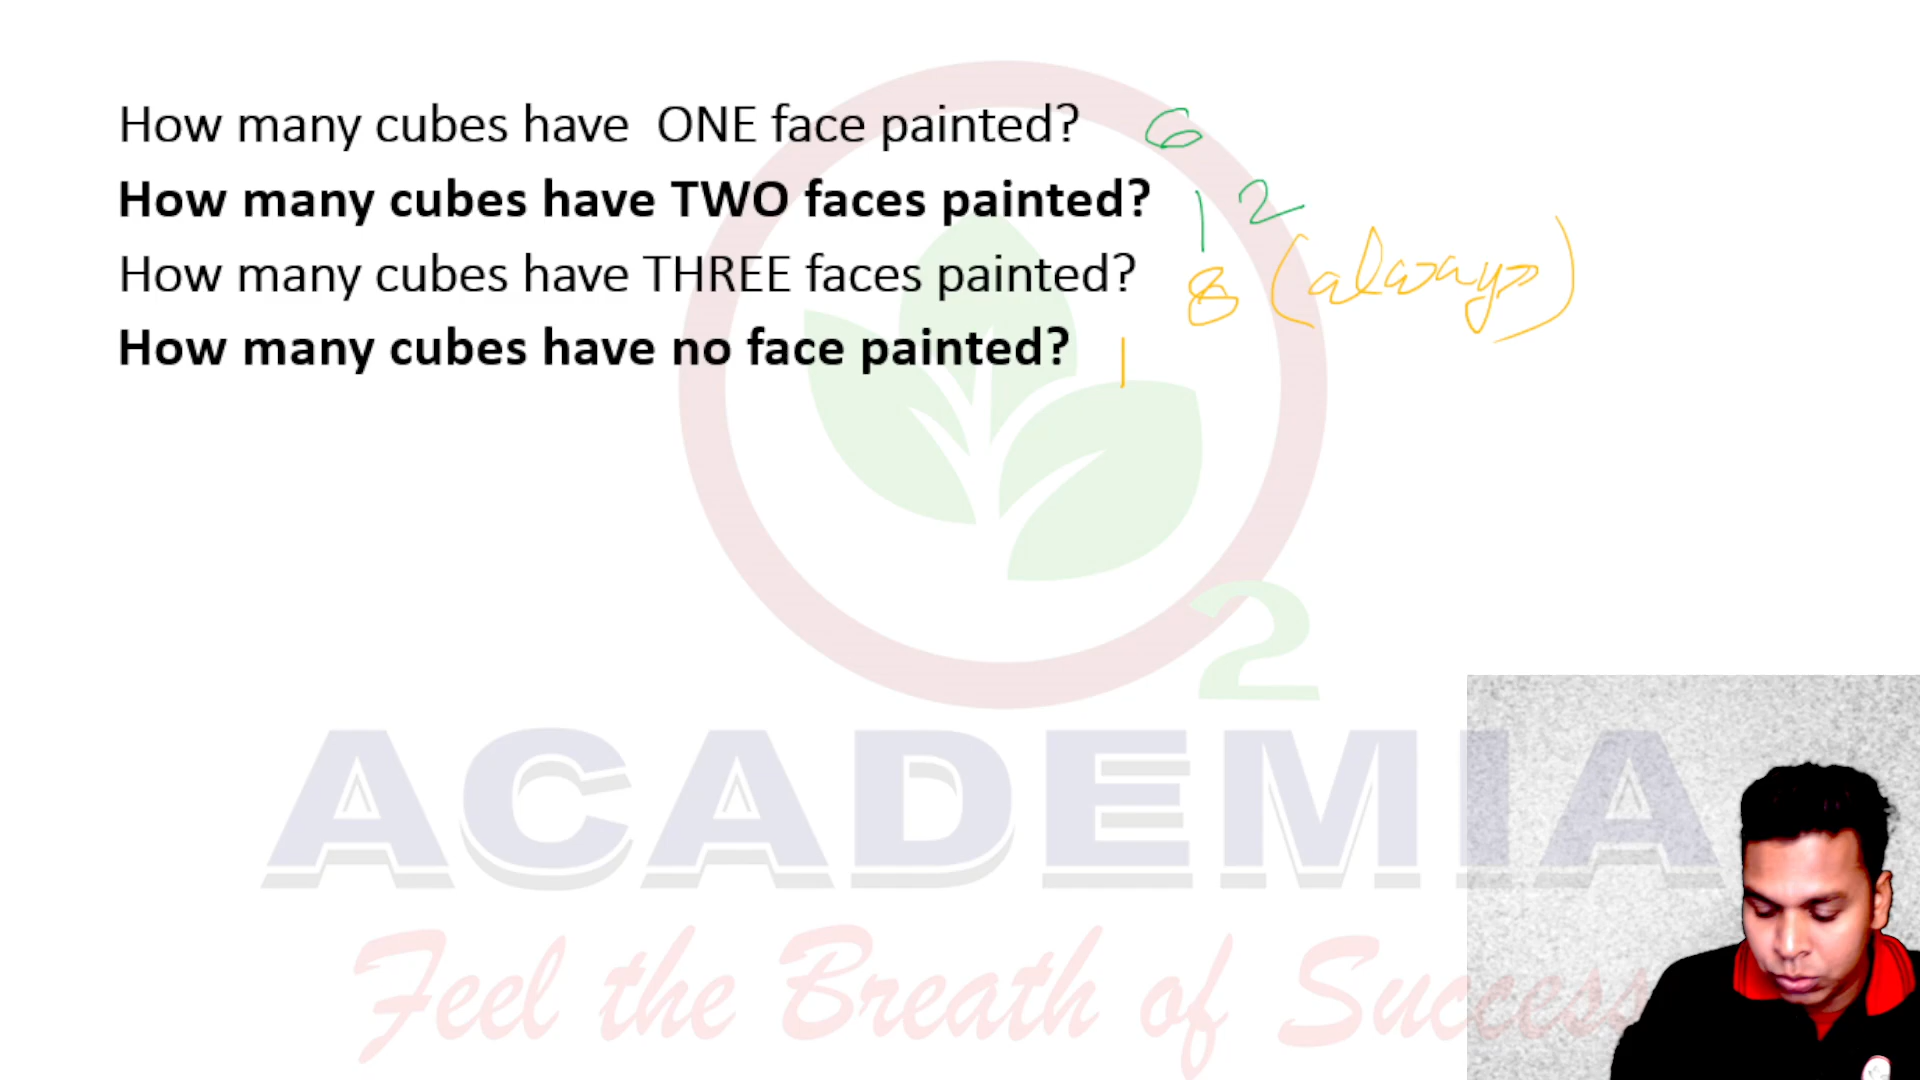 How many cubes have ONE face painted? 6
How many cubes have TWO faces painted? 12
How many cubes have THREE faces painted? 8 (always)
How many cubes have no face painted? 1
2
ACADEMIA
Feel the Breath of Success